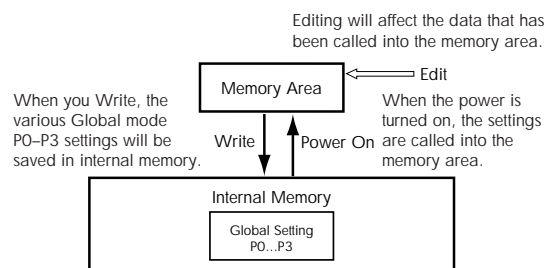 Editing will affect the data that has
been called into the memory area.
Edit
Memory Area
When you Write, the
various Global mode
P0–P3 settings will be
saved in internal memory.
Write
Power On
When the power is
turned on, the settings
are called into the
memory area.
Internal Memory
Global Setting
P0...P3